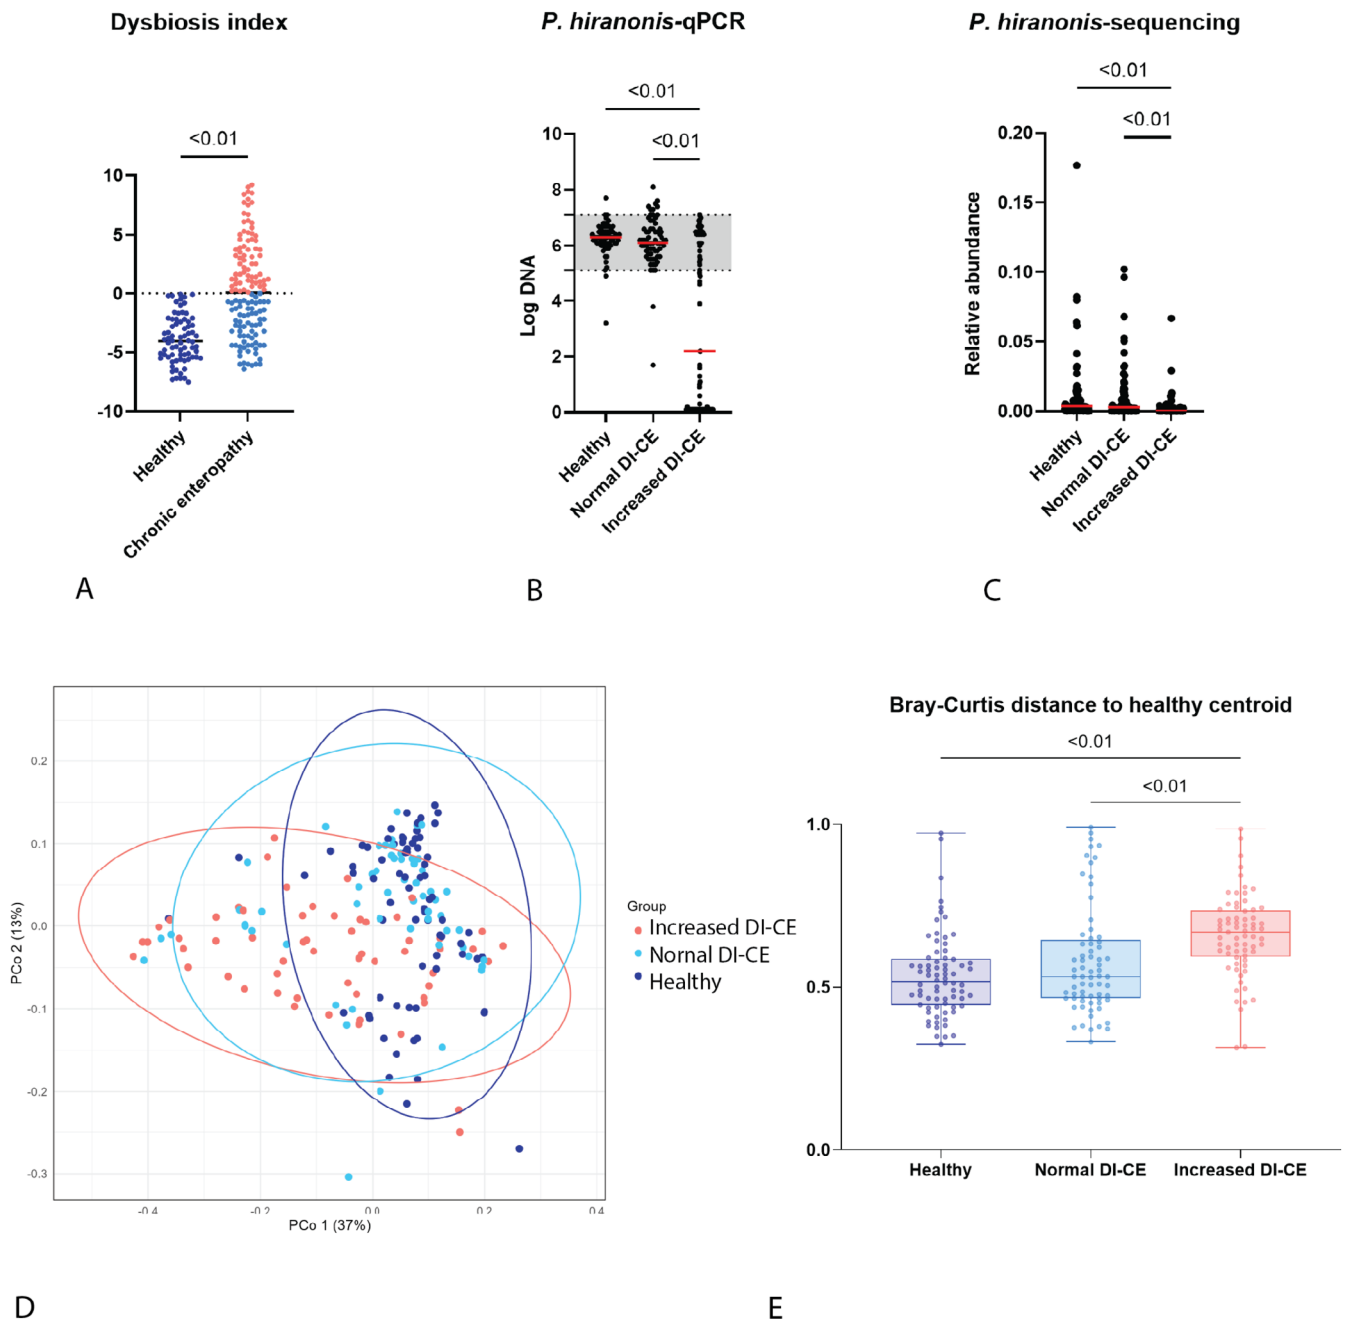 Dysbiosis index
<0.01
10
5
0
-5
-10
Healthy
Chronic enteropathy
A
P. hiranonis-qPCR
<0.01
<0.01
10
8
6
4
2
0
Log DNA
Healthy
Normal DI-CE
Increased DI-CE
B
P. hiranonis-sequencing
<0.01
<0.01
0.20
0.15
0.10
0.05
0.00
Relative abundance
Healthy
Normal DI-CE
Increased DI-CE
C
0.2
0.1
0.0
-0.1
-0.2
-0.3
PCo 2 (13%)
-0.4
-0.2
0.0
0.2
0.4
PCo 1 (37%)
Group
Increased DI-CE
Nornal DI-CE
Healthy
D
Bray-Curtis distance to healthy centroid
<0.01
<0.01
1.0
0.5
0.0
Healthy
Normal DI-CE
Increased DI-CE
E